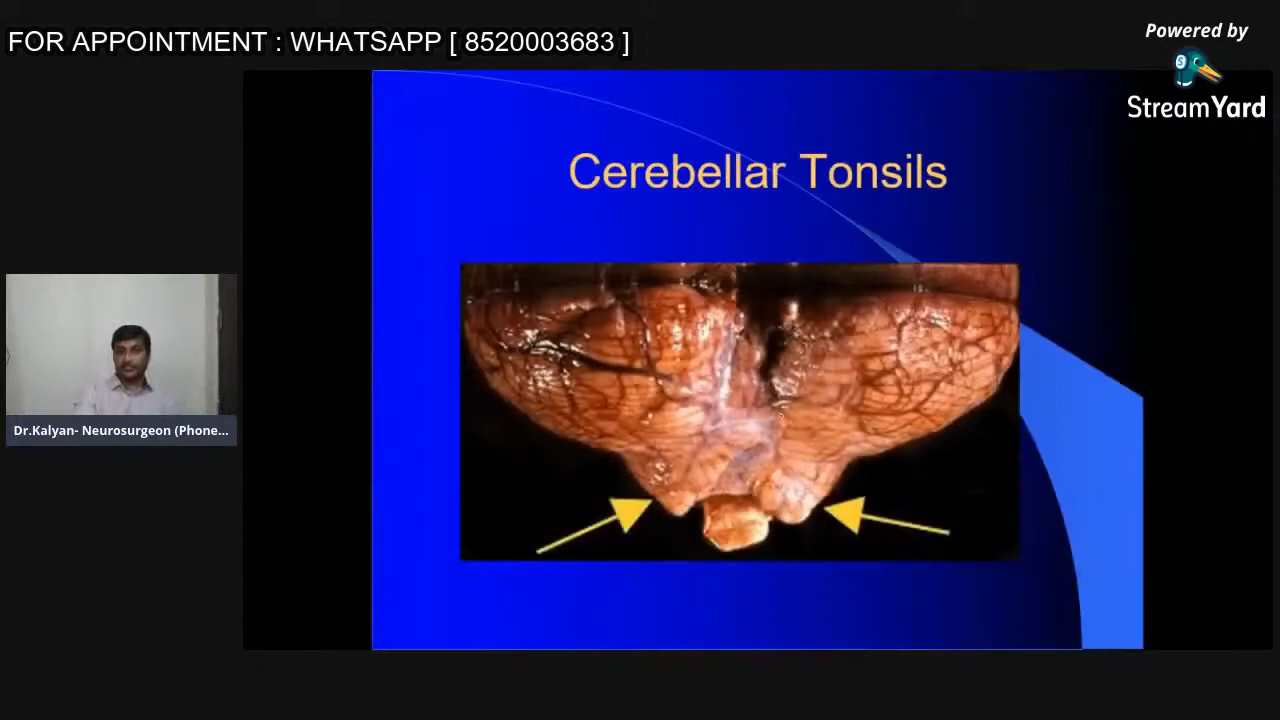 FOR APPOINTMENT : WHATSAPP [ 8520003683 ]
Powered by
StreamYard
Cerebellar Tonsils
Dr.Kalyan- Neurosurgeon (Phone...